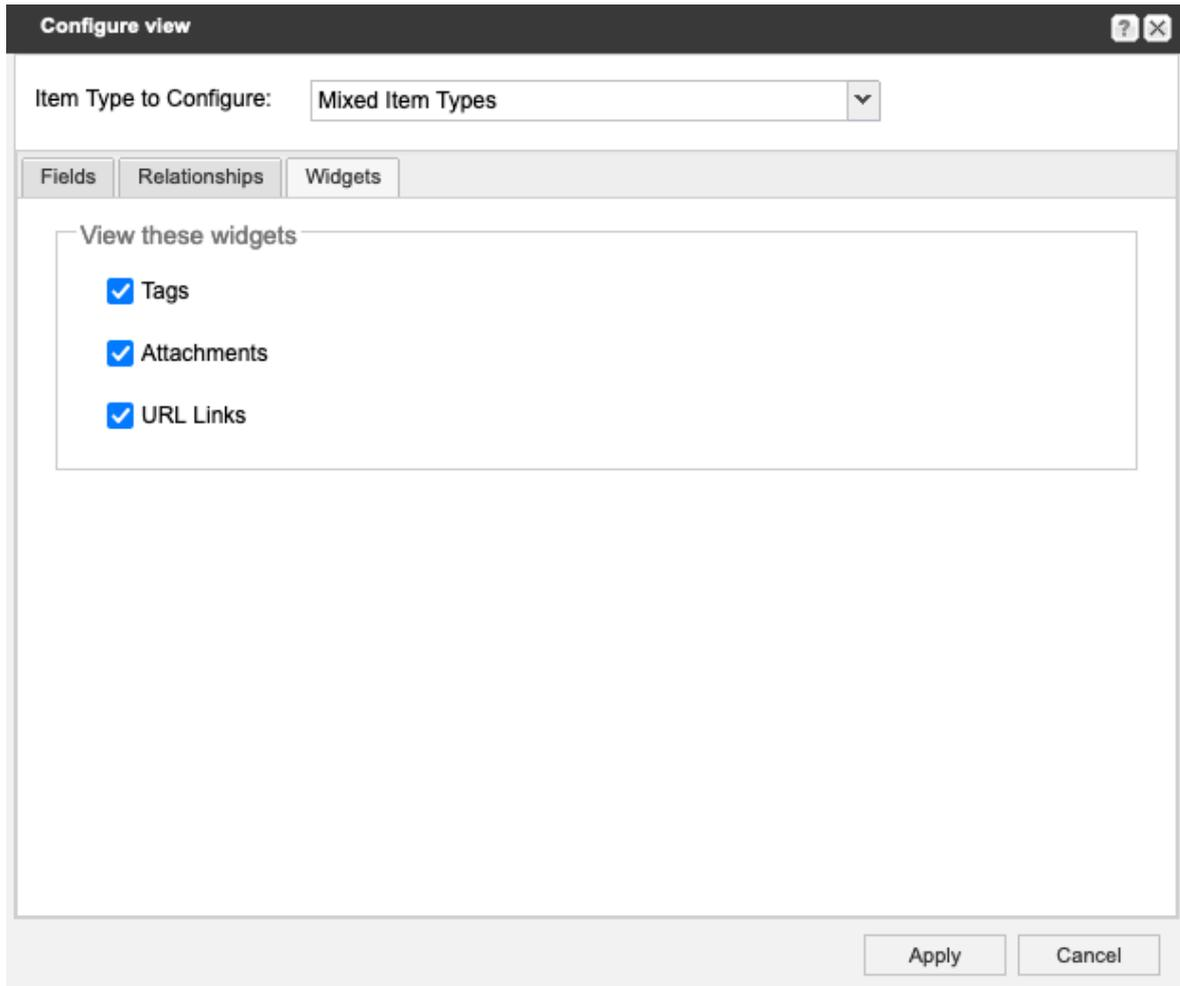 Configure view
?
Item Type to Configure: Mixed Item Types
Fields Relationships Widgets
View these widgets
Tags
Attachments
URL Links
Apply Cancel